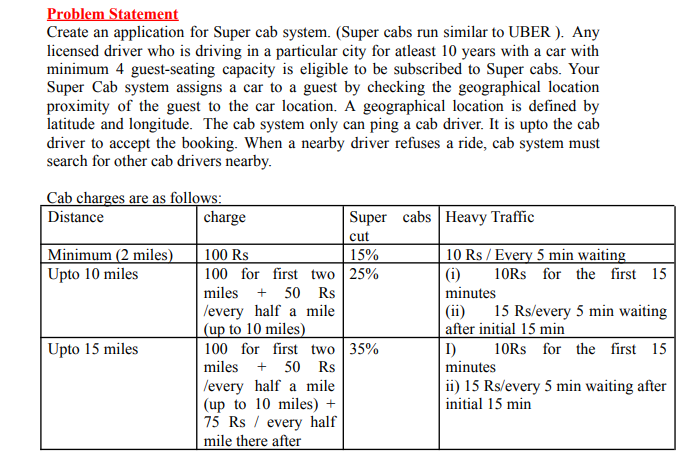 Problem Statement
Create an application for Super cab system. (Super cabs run similar to UBER ). Any
licensed driver who is driving in a particular city for atleast 10 years with a car with
minimum 4 guest-seating capacity is eligible to be subscribed to Super cabs. Your
Super Cab system assigns a car to a guest by checking the geographical location
proximity of the guest to the car location. A geographical location is defined by
latitude and longitude. The cab system only can ping a cab driver. It is upto the cab
driver to accept the booking. When a nearby driver refuses a ride, cab system must
search for other cab drivers nearby.
Cab charges are as follows:
Distance
charge
Super cabs
cut
Heavy Traffic
Minimum (2 miles)
100 Rs
15%
10 Rs / Every 5 min waiting
Upto 10 miles
100 for first two
miles + 50 Rs
/every half a mile
(up to 10 miles)
25%
(i) 10Rs for the first 15
minutes
(ii) 15 Rs/every 5 min waiting
after initial 15 min
Upto 15 miles
100 for first two
miles + 50 Rs
/every half a mile
(up to 10 miles) +
75 Rs / every half
mile there after
35%
I) 10Rs for the first 15
minutes
ii) 15 Rs/every 5 min waiting after
initial 15 min